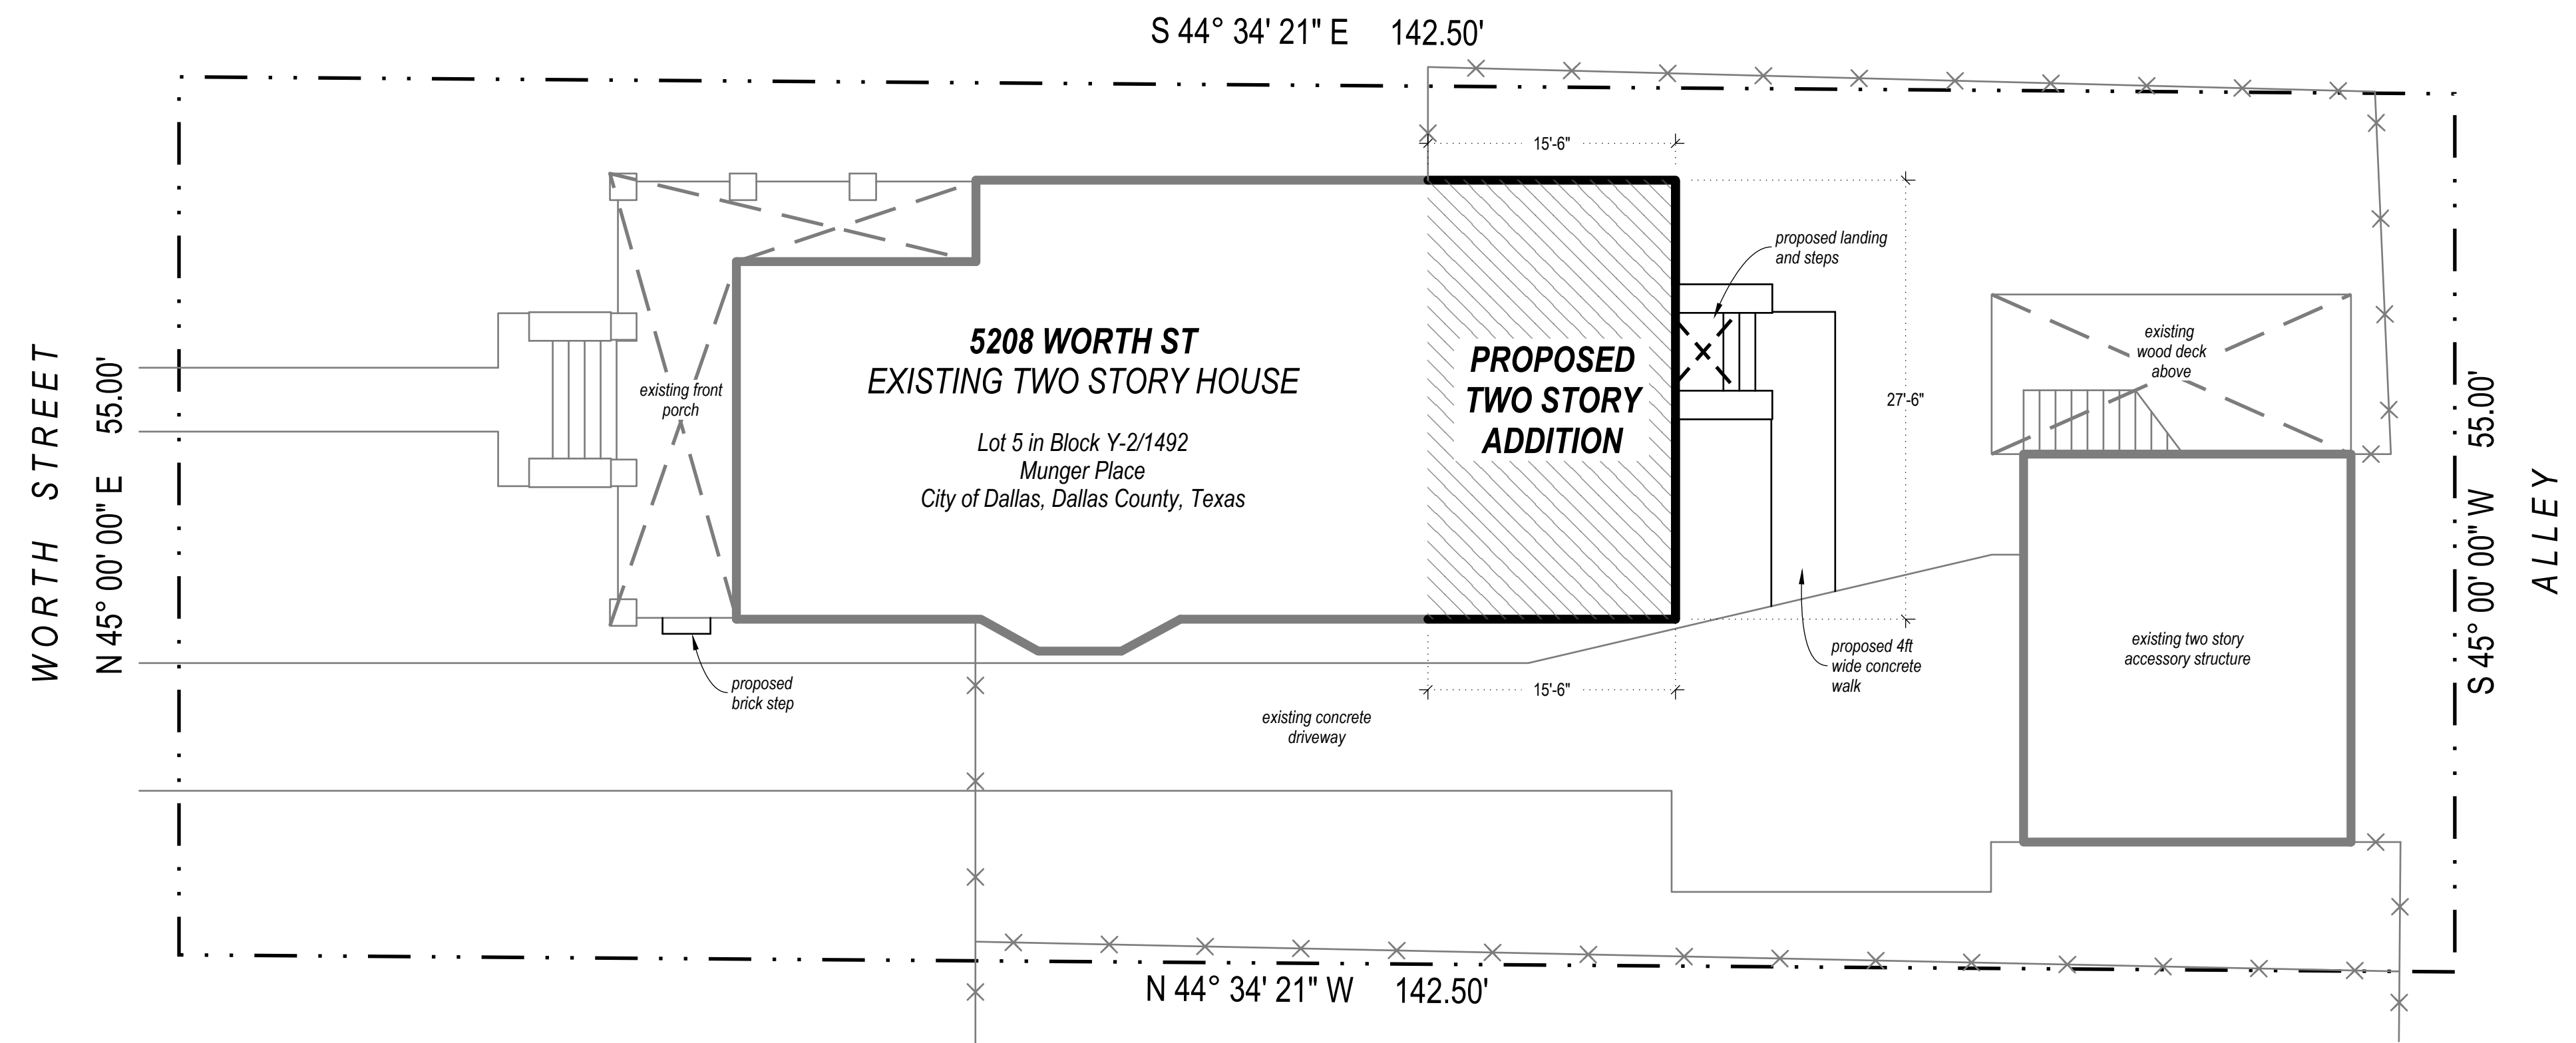 S 44° 34' 21" E 142.50'
15'-6"
proposed landing
and steps
existing
wood deck
above
5208 WORTH ST
EXISTING TWO STORY HOUSE
PROPOSED
TWO STORY
ADDITION
existing front
porch
27'-6"
WORTH STREET
N 45° 00' 00" E 55.00'
Lot 5 in Block Y-2/1492
Munger Place
City of Dallas, Dallas County, Texas
S 45° 00' 00" W 55.00'
ALLEY
existing two story
accessory structure
proposed 4ft
wide concrete
walk
proposed
brick step
15'-6"
existing concrete
driveway
N 44° 34' 21" W 142.50'